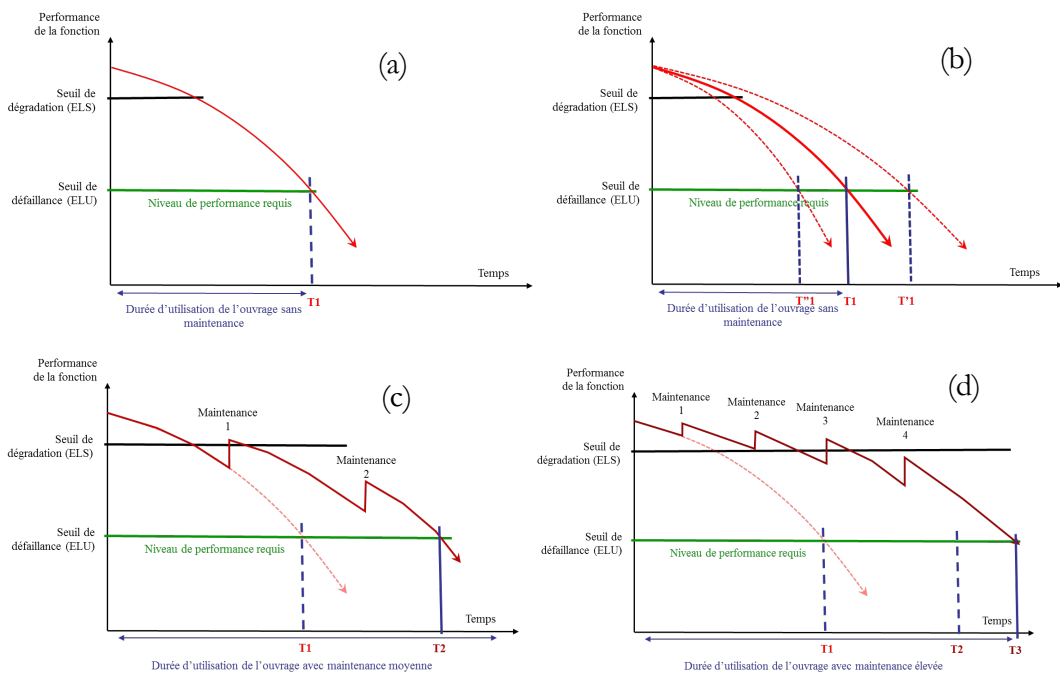 Performance
de la fonction
(a)
Seuil de
dégradation (ELS)
Seuil de
défaillance (ELU)
Niveau de performance requis
Temps
T1
Durée d’utilisation de l’ouvrage sans
maintenance
Performance
de la fonction
(b)
Seuil de
dégradation (ELS)
Seuil de
défaillance (ELU)
Niveau de performance requis
Temps
T"1
T1
T'1
Durée d’utilisation de l’ouvrage sans
maintenance
Performance
de la fonction
(c)
Maintenance
1
Seuil de
dégradation (ELS)
Maintenance
2
Seuil de
défaillance (ELU)
Niveau de performance requis
Temps
T1
T2
Durée d’utilisation de l’ouvrage avec maintenance moyenne
Performance
de la fonction
(d)
Maintenance
1
Maintenance
2
Maintenance
3
Maintenance
4
Seuil de
dégradation (ELS)
Seuil de
défaillance (ELU)
Niveau de performance requis
Temps
T1
T2
T3
Durée d’utilisation de l’ouvrage avec maintenance élevée